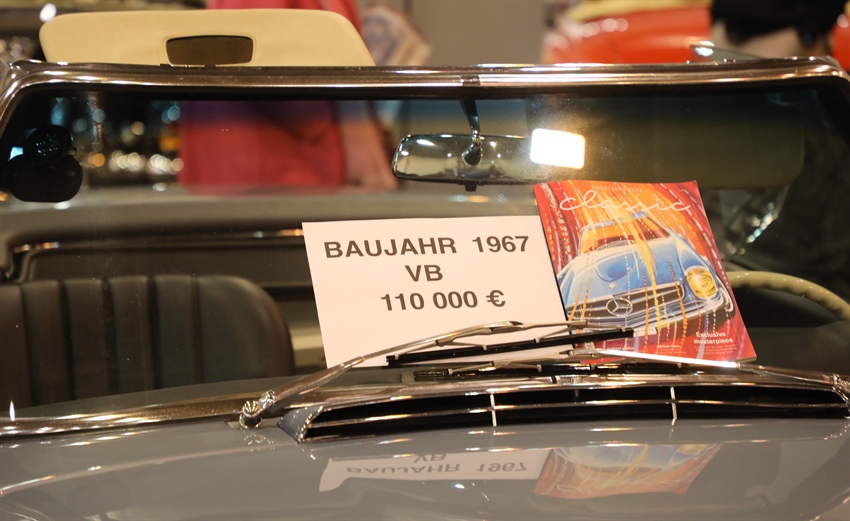 BAUJAHR 1967
VB
110 000 €
classic
Exclusive
masterpiece